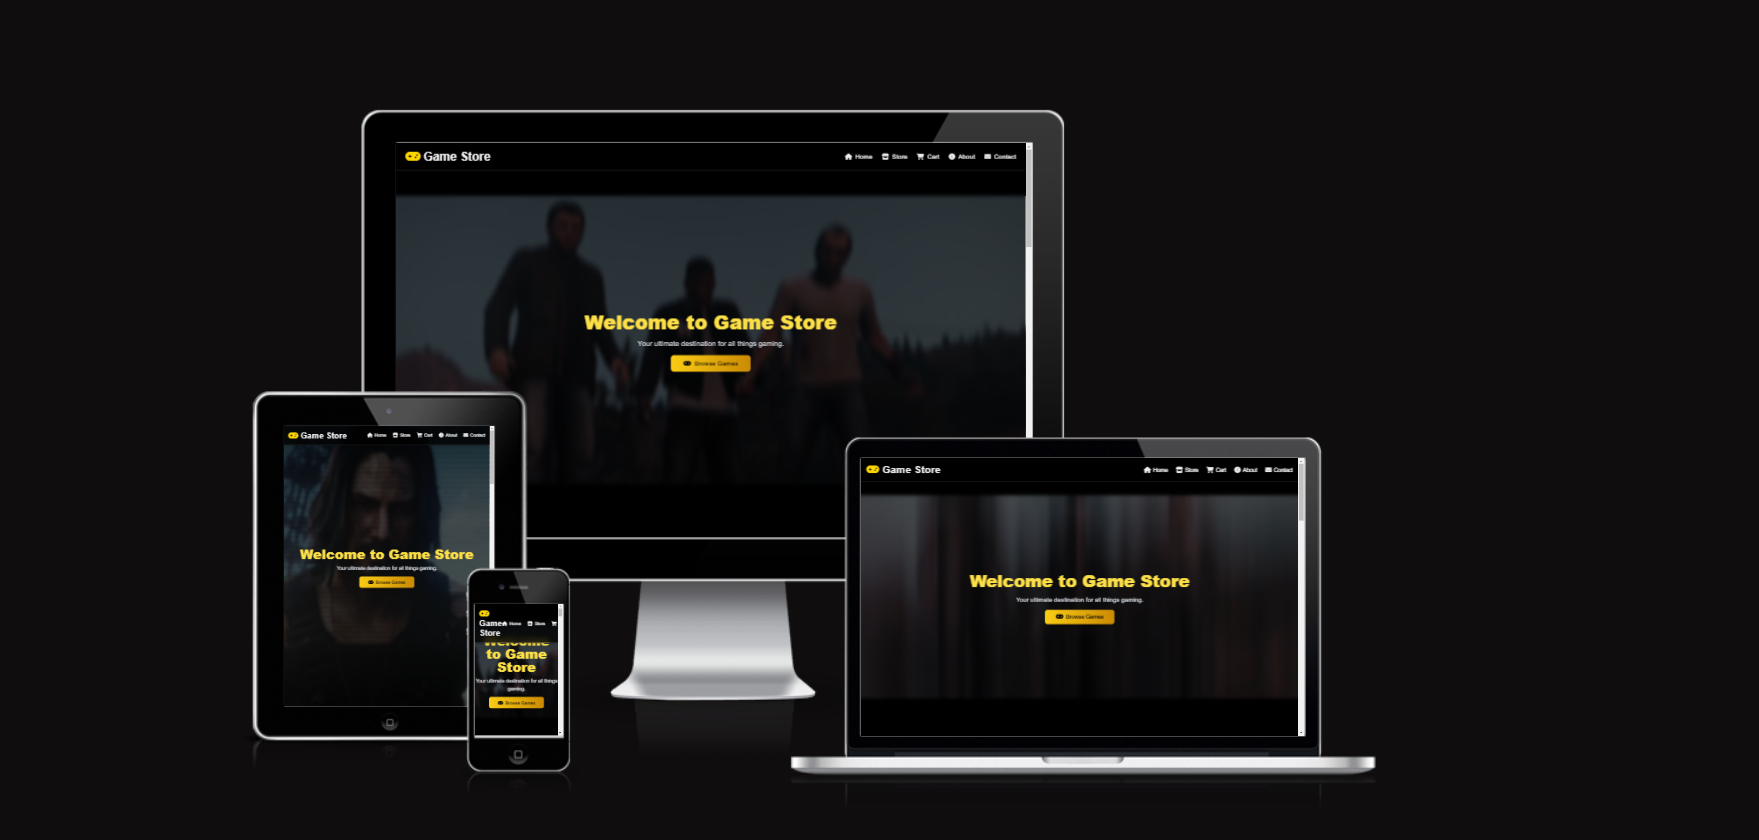 Game Store
Home Store Cart About Contact
Welcome to Game Store
Your ultimate destination for all things gaming.
Browse Games
Game Store
Home Store Cart About Contact
Welcome to Game Store
Your ultimate destination for all things gaming.
Browse Games
Game
Store
Home Store
Welcome
to Game
Store
Your ultimate destination for all things
gaming.
Browse Games
Game Store
Home Store Cart About Contact
Welcome to Game Store
Your ultimate destination for all things gaming.
Browse Games